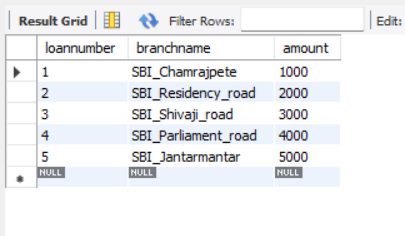 Result Grid Filter Rows: Edit:
loannumber branchname amount
1 SBI_Chamrajpete 1000
2 SBI_Residency_road 2000
3 SBI_Shivaji_road 3000
4 SBI_Parliament_road 4000
5 SBI_Jantarmantar 5000
NULL NULL NULL